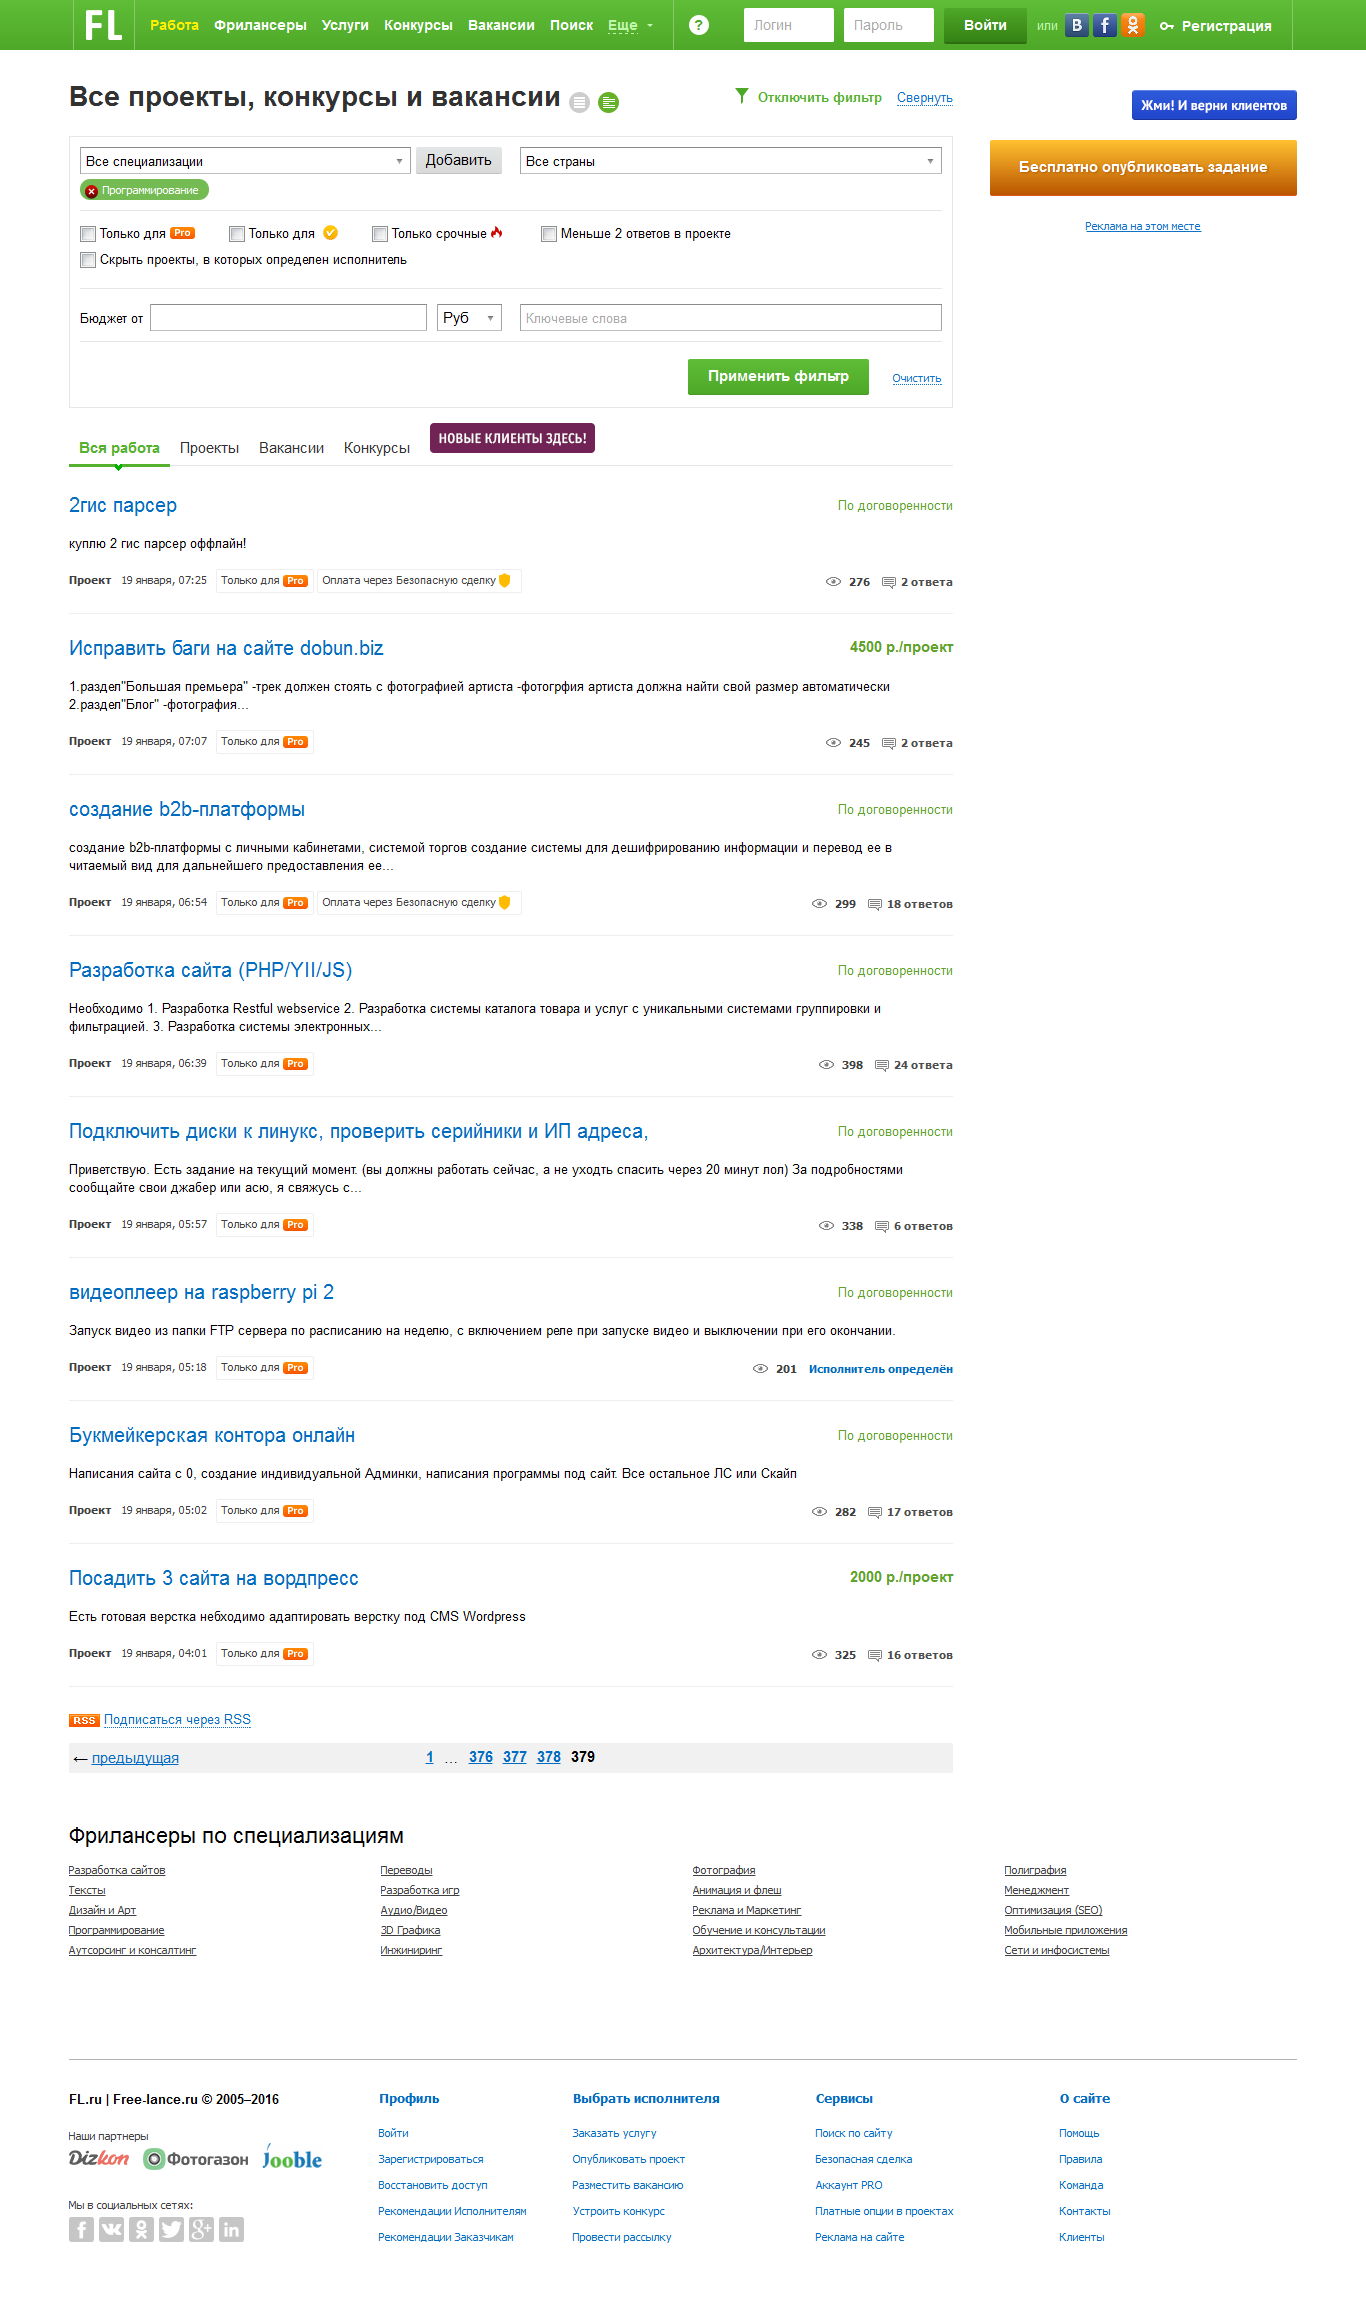 FL Работа Фрилансеры Услуги Конкурсы Вакансии Поиск Еще ? Логин Пароль Войти или В f Регистрация
Все проекты, конкурсы и вакансии Отключить фильтр Свернуть
Жми! И верни клиентов
Все специализации Добавить Все страны
Бесплатно опубликовать задание
Программирование
Реклама на этом месте
Только для Pro Только для Только срочные Меньше 2 ответов в проекте
Скрыть проекты, в которых определен исполнитель
Бюджет от Руб Ключевые слова
Применить фильтр Очистить
Вся работа Проекты Вакансии Конкурсы НОВЫЕ КЛИЕНТЫ ЗДЕСЬ!
2гис парсер По договоренности
куплю 2 гис парсер оффлайн!
Проект 19 января, 07:25 Только для Pro Оплата через Безопасную сделку 276 2 ответа
Исправить баги на сайте dobun.biz 4500 р./проект
1.раздел"Большая премьера" -трек должен стоять с фотографией артиста -фотогрфия артиста должна найти свой размер автоматически
2.раздел"Блог" -фотография...
Проект 19 января, 07:07 Только для Pro 245 2 ответа
создание b2b-платформы По договоренности
создание b2b-платформы с личными кабинетами, системой торгов создание системы для дешифрированию информации и перевод ее в
читаемый вид для дальнейшего предоставления ее...
Проект 19 января, 06:54 Только для Pro Оплата через Безопасную сделку 299 18 ответов
Разработка сайта (PHP/YII/JS) По договоренности
Необходимо 1. Разработка Restful webservice 2. Разработка системы каталога товара и услуг с уникальными системами группировки и
фильтрацией. 3. Разработка системы электронных...
Проект 19 января, 06:39 Только для Pro 398 24 ответа
Подключить диски к линукс, проверить серийники и ИП адреса, По договоренности
Приветствую. Есть задание на текущий момент. (вы должны работать сейчас, а не уходть спасить через 20 минут лол) За подробностями
сообщайте свои джабер или асю, я свяжусь с...
Проект 19 января, 05:57 Только для Pro 338 6 ответов
видеоплеер на raspberry pi 2 По договоренности
Запуск видео из папки FTP сервера по расписанию на неделю, с включением реле при запуске видео и выключении при его окончании.
Проект 19 января, 05:18 Только для Pro 201 Исполнитель определён
Букмейкерская контора онлайн По договоренности
Написания сайта с 0, создание индивидуальной Админки, написания программы под сайт. Все остальное ЛС или Скайп
Проект 19 января, 05:02 Только для Pro 282 17 ответов
Посадить 3 сайта на вордпресс 2000 р./проект
Есть готовая верстка небходимо адаптировать верстку под CMS Wordpress
Проект 19 января, 04:01 Только для Pro 325 16 ответов
RSS Подписаться через RSS
← предыдущая 1 ... 376 377 378 379
Фрилансеры по специализациям
Разработка сайтов Переводы Фотография Полиграфия
Тексты Разработка игр Анимация и флеш Менеджмент
Дизайн и Арт Аудио/Видео Реклама и Маркетинг Оптимизация (SEO)
Программирование 3D Графика Обучение и консультации Мобильные приложения
Аутсорсинг и консалтинг Инжиниринг Архитектура/Интерьер Сети и инфосистемы
FL.ru | Free-lance.ru © 2005–2016 Профиль Выбрать исполнителя Сервисы О сайте
Наши партнеры Войти Заказать услугу Поиск по сайту Помощь
Dizkon Фотогазон Jooble Зарегистрироваться Опубликовать проект Безопасная сделка Правила
Восстановить доступ Разместить вакансию Аккаунт PRO Команда
Мы в социальных сетях: Рекомендации Исполнителям Устроить конкурс Платные опции в проектах Контакты
f g+ in Рекомендации Заказчикам Провести рассылку Реклама на сайте Клиенты